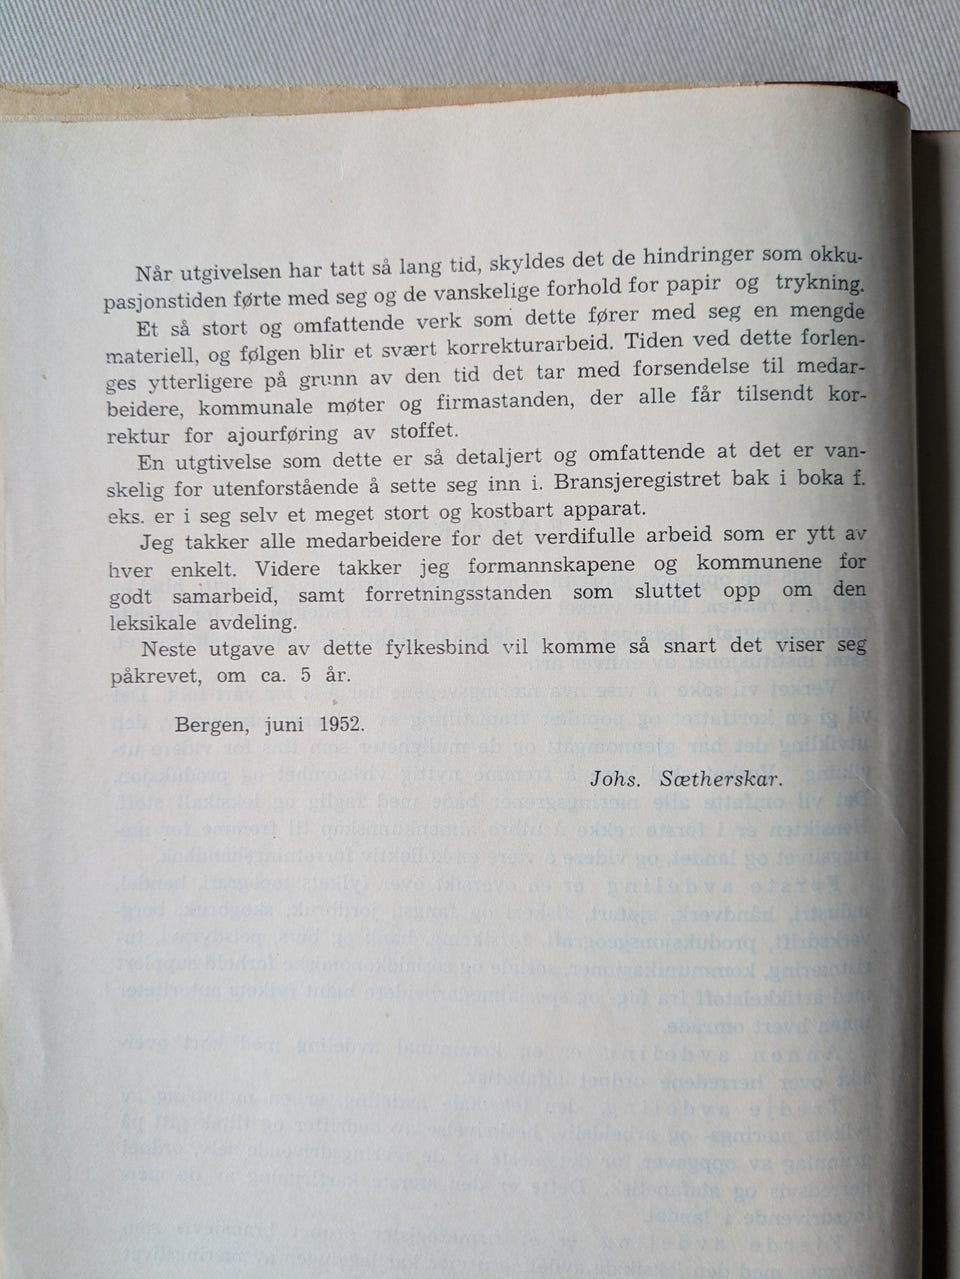 Når utgivelsen har tatt så lang tid, skyldes det de hindringer som okku-
pasjonstiden førte med seg og de vanskelige forhold for papir og trykning.
Et så stort og omfattende verk som dette fører med seg en mengde
materiell, og følgen blir et svært korrekturarbeid. Tiden ved dette forlen-
ges ytterligere på grunn av den tid det tar med forsendelse til medar-
beidere, kommunale møter og firmastanden, der alle får tilsendt kor-
rektur for ajourføring av stoffet.
En utgtivelse som dette er så detaljert og omfattende at det er van-
skelig for utenforstående å sette seg inn i. Bransjeregistret bak i boka f.
eks. er i seg selv et meget stort og kostbart apparat.
Jeg takker alle medarbeidere for det verdifulle arbeid som er ytt av
hver enkelt. Videre takker jeg formannskapene og kommunene for
godt samarbeid, samt forretningsstanden som sluttet opp om den
leksikale avdeling.
Neste utgave av dette fylkesbind vil komme så snart det viser seg
påkrevet, om ca. 5 år.
Bergen, juni 1952.
Johs. Sætherskar.